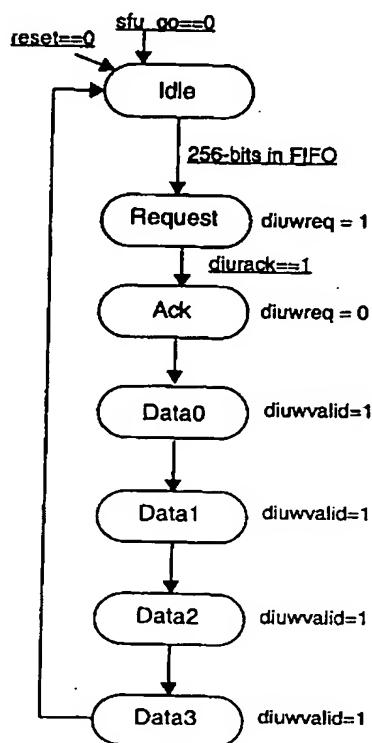 sfu_go==0
reset==0
Idle
256-bits in FIFO
Request diuwreq = 1
diurack==1
Ack diuwreq = 0
Data0 diuwvalid=1
Data1 diuwvalid=1
Data2 diuwvalid=1
Data3 diuwvalid=1